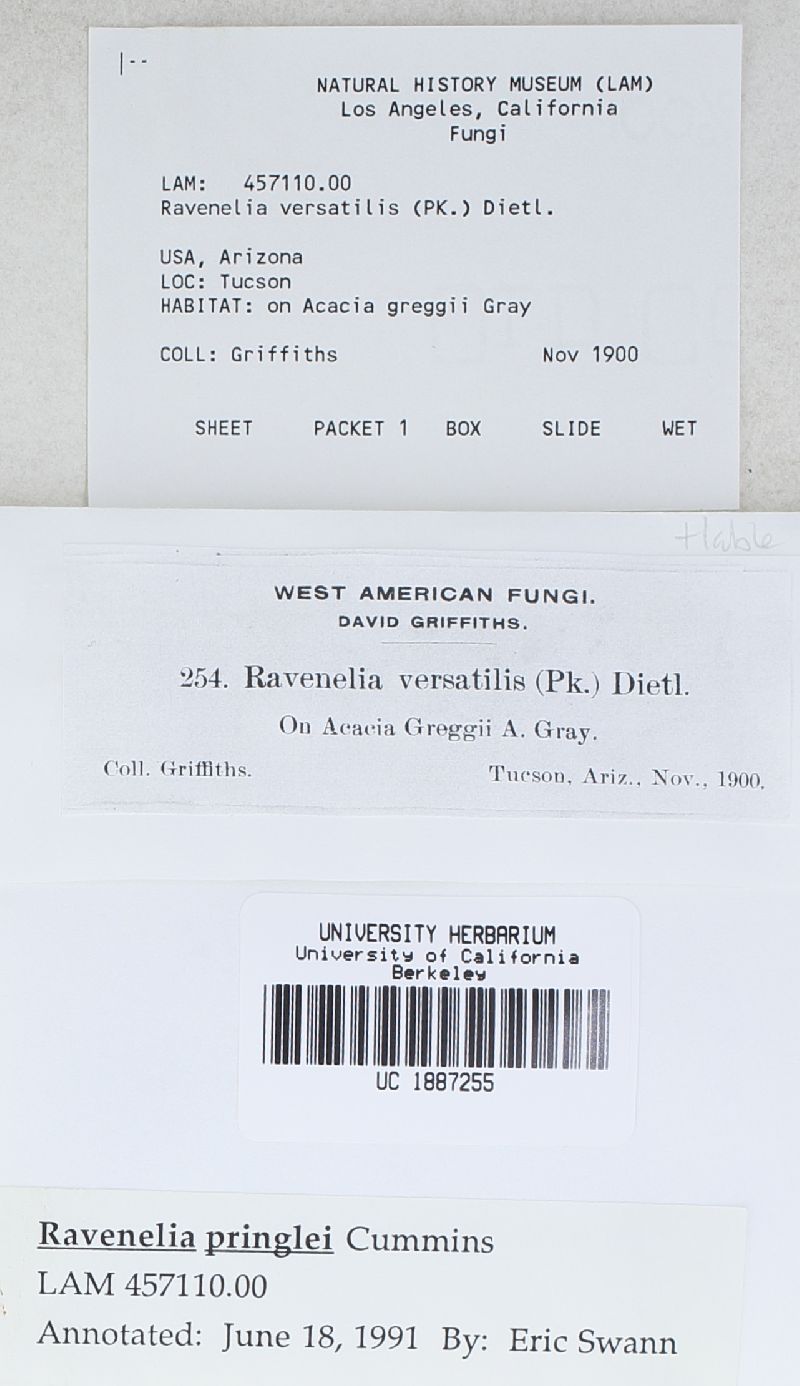 |--
NATURAL HISTORY MUSEUM (LAM)
Los Angeles, California
Fungi
LAM: 457110.00
Ravenelia versatilis (PK.) Dietl.
USA, Arizona
LOC: Tucson
HABITAT: on Acacia greggii Gray
COLL: Griffiths Nov 1900
SHEET PACKET 1 BOX SLIDE WET
WEST AMERICAN FUNGI.
DAVID GRIFFITHS.
254. Ravenelia versatilis (Pk.) Dietl.
On Acacia Greggii A. Gray.
Coll. Griffiths. Tucson, Ariz., Nov., 1900.
UNIVERSITY HERBARIUM
University of California
Berkeley
UC 1887255
Ravenelia pringlei Cummins
LAM 457110.00
Annotated: June 18, 1991 By: Eric Swann